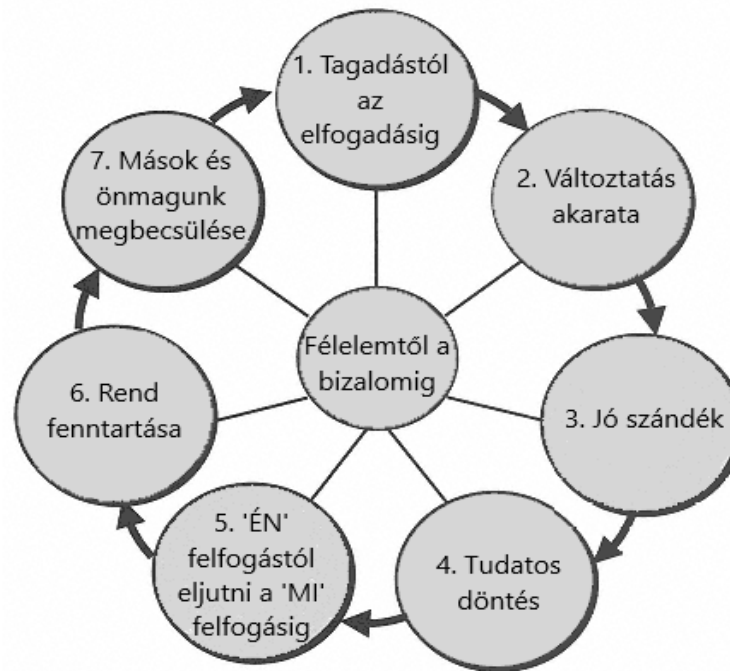 1. Tagadástól
az
elfogadásig
2. Változtatás
akarata
3. Jó szándék
4. Tudatos
döntés
5. 'ÉN'
felfogástól
eljutni a 'MI'
felfogásig
6. Rend
fenntartása
7. Mások és
önmagunk
megbecsülése
Félelemtől a
bizalomig